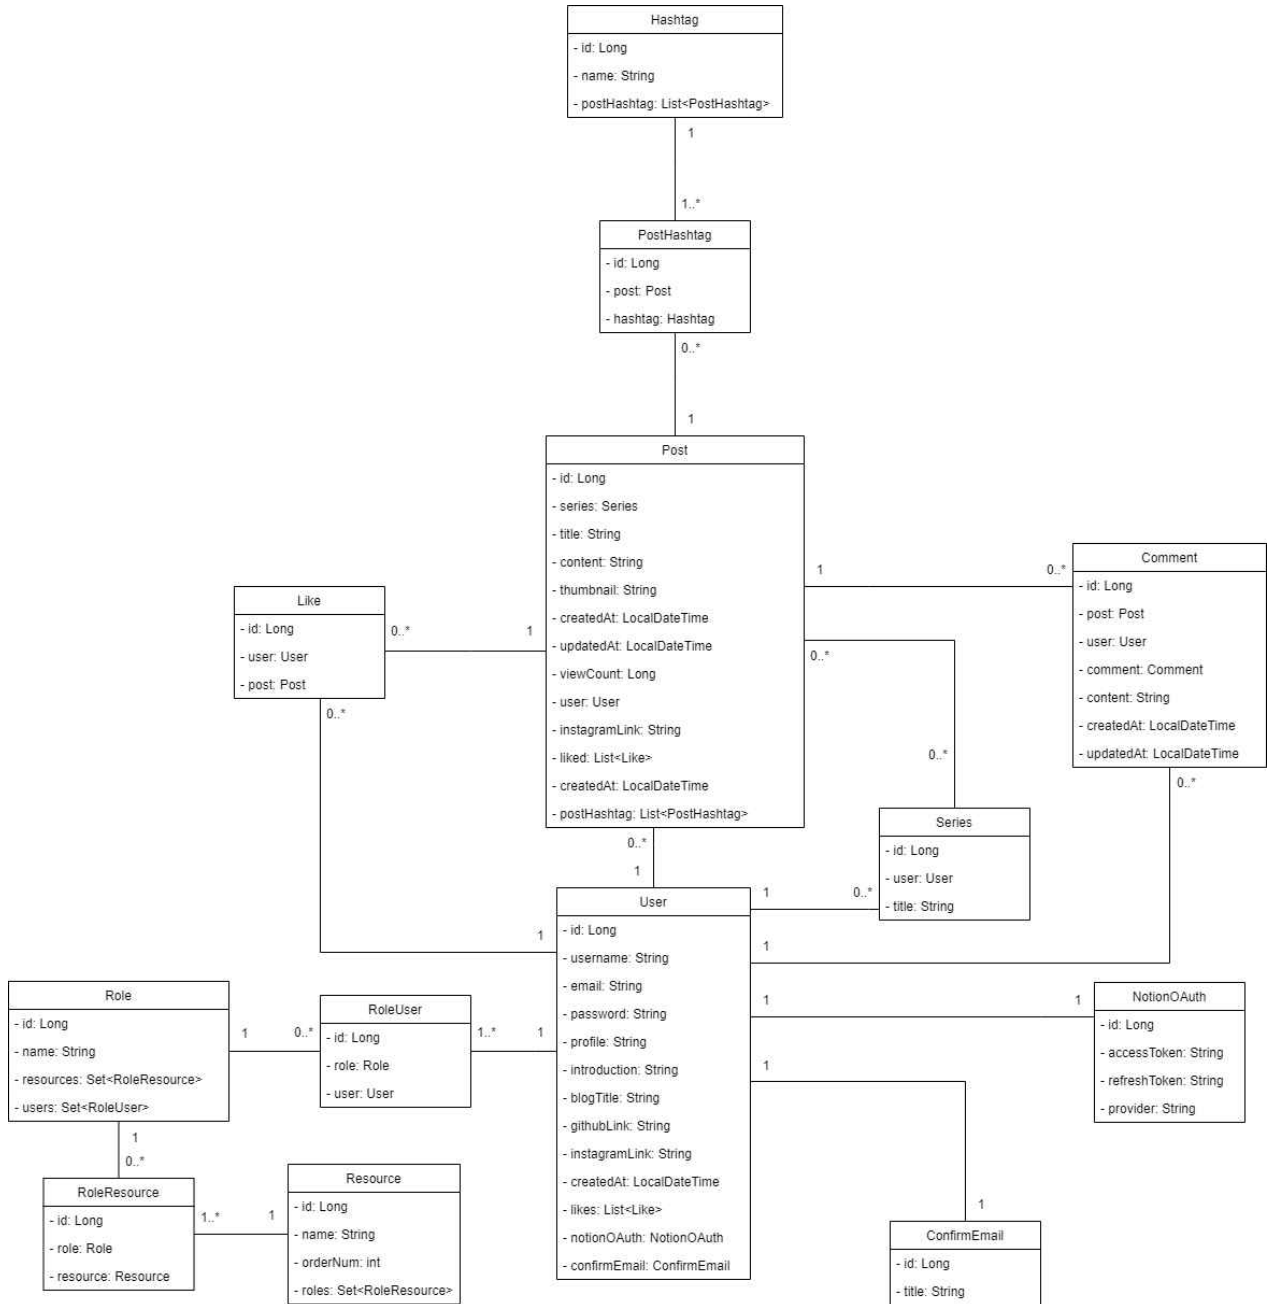 Hashtag
- id: Long
- name: String
- postHashtag: List<PostHashtag>
1
1..*
PostHashtag
- id: Long
- post: Post
- hashtag: Hashtag
0..*
1
Post
- id: Long
- series: Series
- title: String
- content: String
- thumbnail: String
- createdAt: LocalDateTime
- updatedAt: LocalDateTime
- viewCount: Long
- user: User
- instagramLink: String
- liked: List<Like>
- createdAt: LocalDateTime
- postHashtag: List<PostHashtag>
1
0..*
Comment
- id: Long
- post: Post
- user: User
- comment: Comment
- content: String
- createdAt: LocalDateTime
- updatedAt: LocalDateTime
0..*
Like
- id: Long
- user: User
- post: Post
0..*
1
0..*
0..*
0..*
Series
- id: Long
- user: User
- title: String
0..*
1
User
- id: Long
- username: String
- email: String
- password: String
- profile: String
- introduction: String
- blogTitle: String
- githubLink: String
- instagramLink: String
- createdAt: LocalDateTime
- likes: List<Like>
- notionOAuth: NotionOAuth
- confirmEmail: ConfirmEmail
1
0..*
1
1
1
1
NotionOAuth
- id: Long
- accessToken: String
- refreshToken: String
- provider: String
1
1
ConfirmEmail
- id: Long
- title: String
Role
- id: Long
- name: String
- resources: Set<RoleResource>
- users: Set<RoleUser>
1
0..*
RoleUser
- id: Long
- role: Role
- user: User
1..*
1
1
0..*
RoleResource
- id: Long
- role: Role
- resource: Resource
1..*
1
Resource
- id: Long
- name: String
- orderNum: int
- roles: Set<RoleResource>